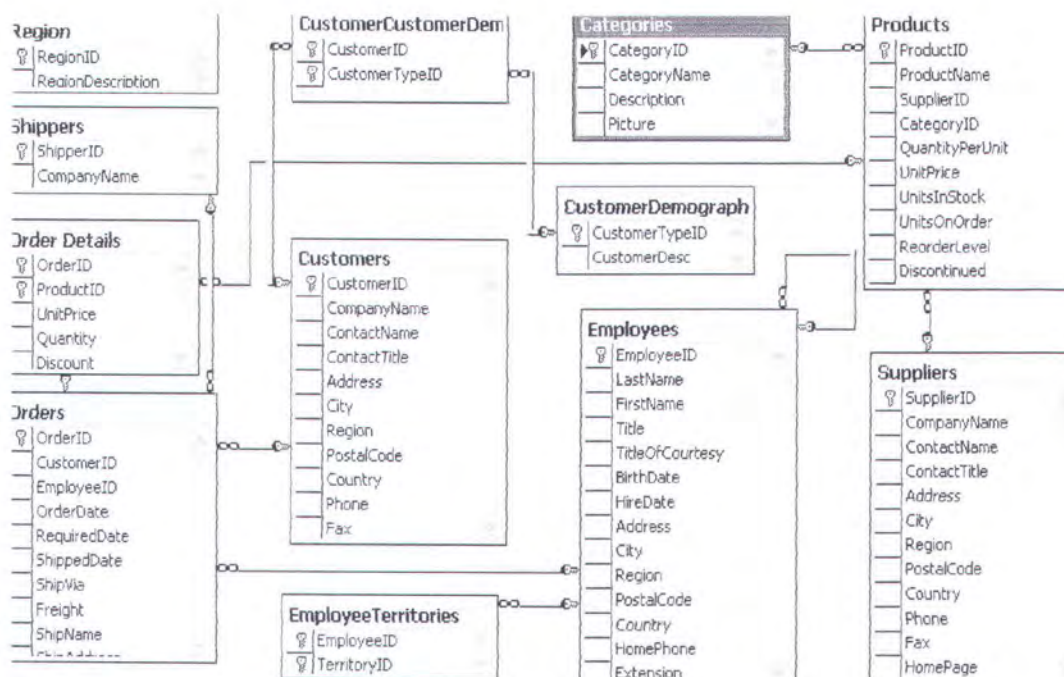 Region
RegionID
RegionDescription
Shippers
ShipperID
CompanyName
Order Details
OrderID
ProductID
UnitPrice
Quantity
Discount
Orders
OrderID
CustomerID
EmployeeID
OrderDate
RequiredDate
ShippedDate
ShipVia
Freight
ShipName
ShipAddress
CustomerCustomerDem
CustomerID
CustomerTypeID
Customers
CustomerID
CompanyName
ContactName
ContactTitle
Address
City
Region
PostalCode
Country
Phone
Fax
EmployeeTerritories
EmployeeID
TerritoryID
Categories
CategoryID
CategoryName
Description
Picture
CustomerDemograph
CustomerTypeID
CustomerDesc
Employees
EmployeeID
LastName
FirstName
Title
TitleOfCourtesy
BirthDate
HireDate
Address
City
Region
PostalCode
Country
HomePhone
Extension
Products
ProductID
ProductName
SupplierID
CategoryID
QuantityPerUnit
UnitPrice
UnitsInStock
UnitsOnOrder
ReorderLevel
Discontinued
Suppliers
SupplierID
CompanyName
ContactName
ContactTitle
Address
City
Region
PostalCode
Country
Phone
Fax
HomePage